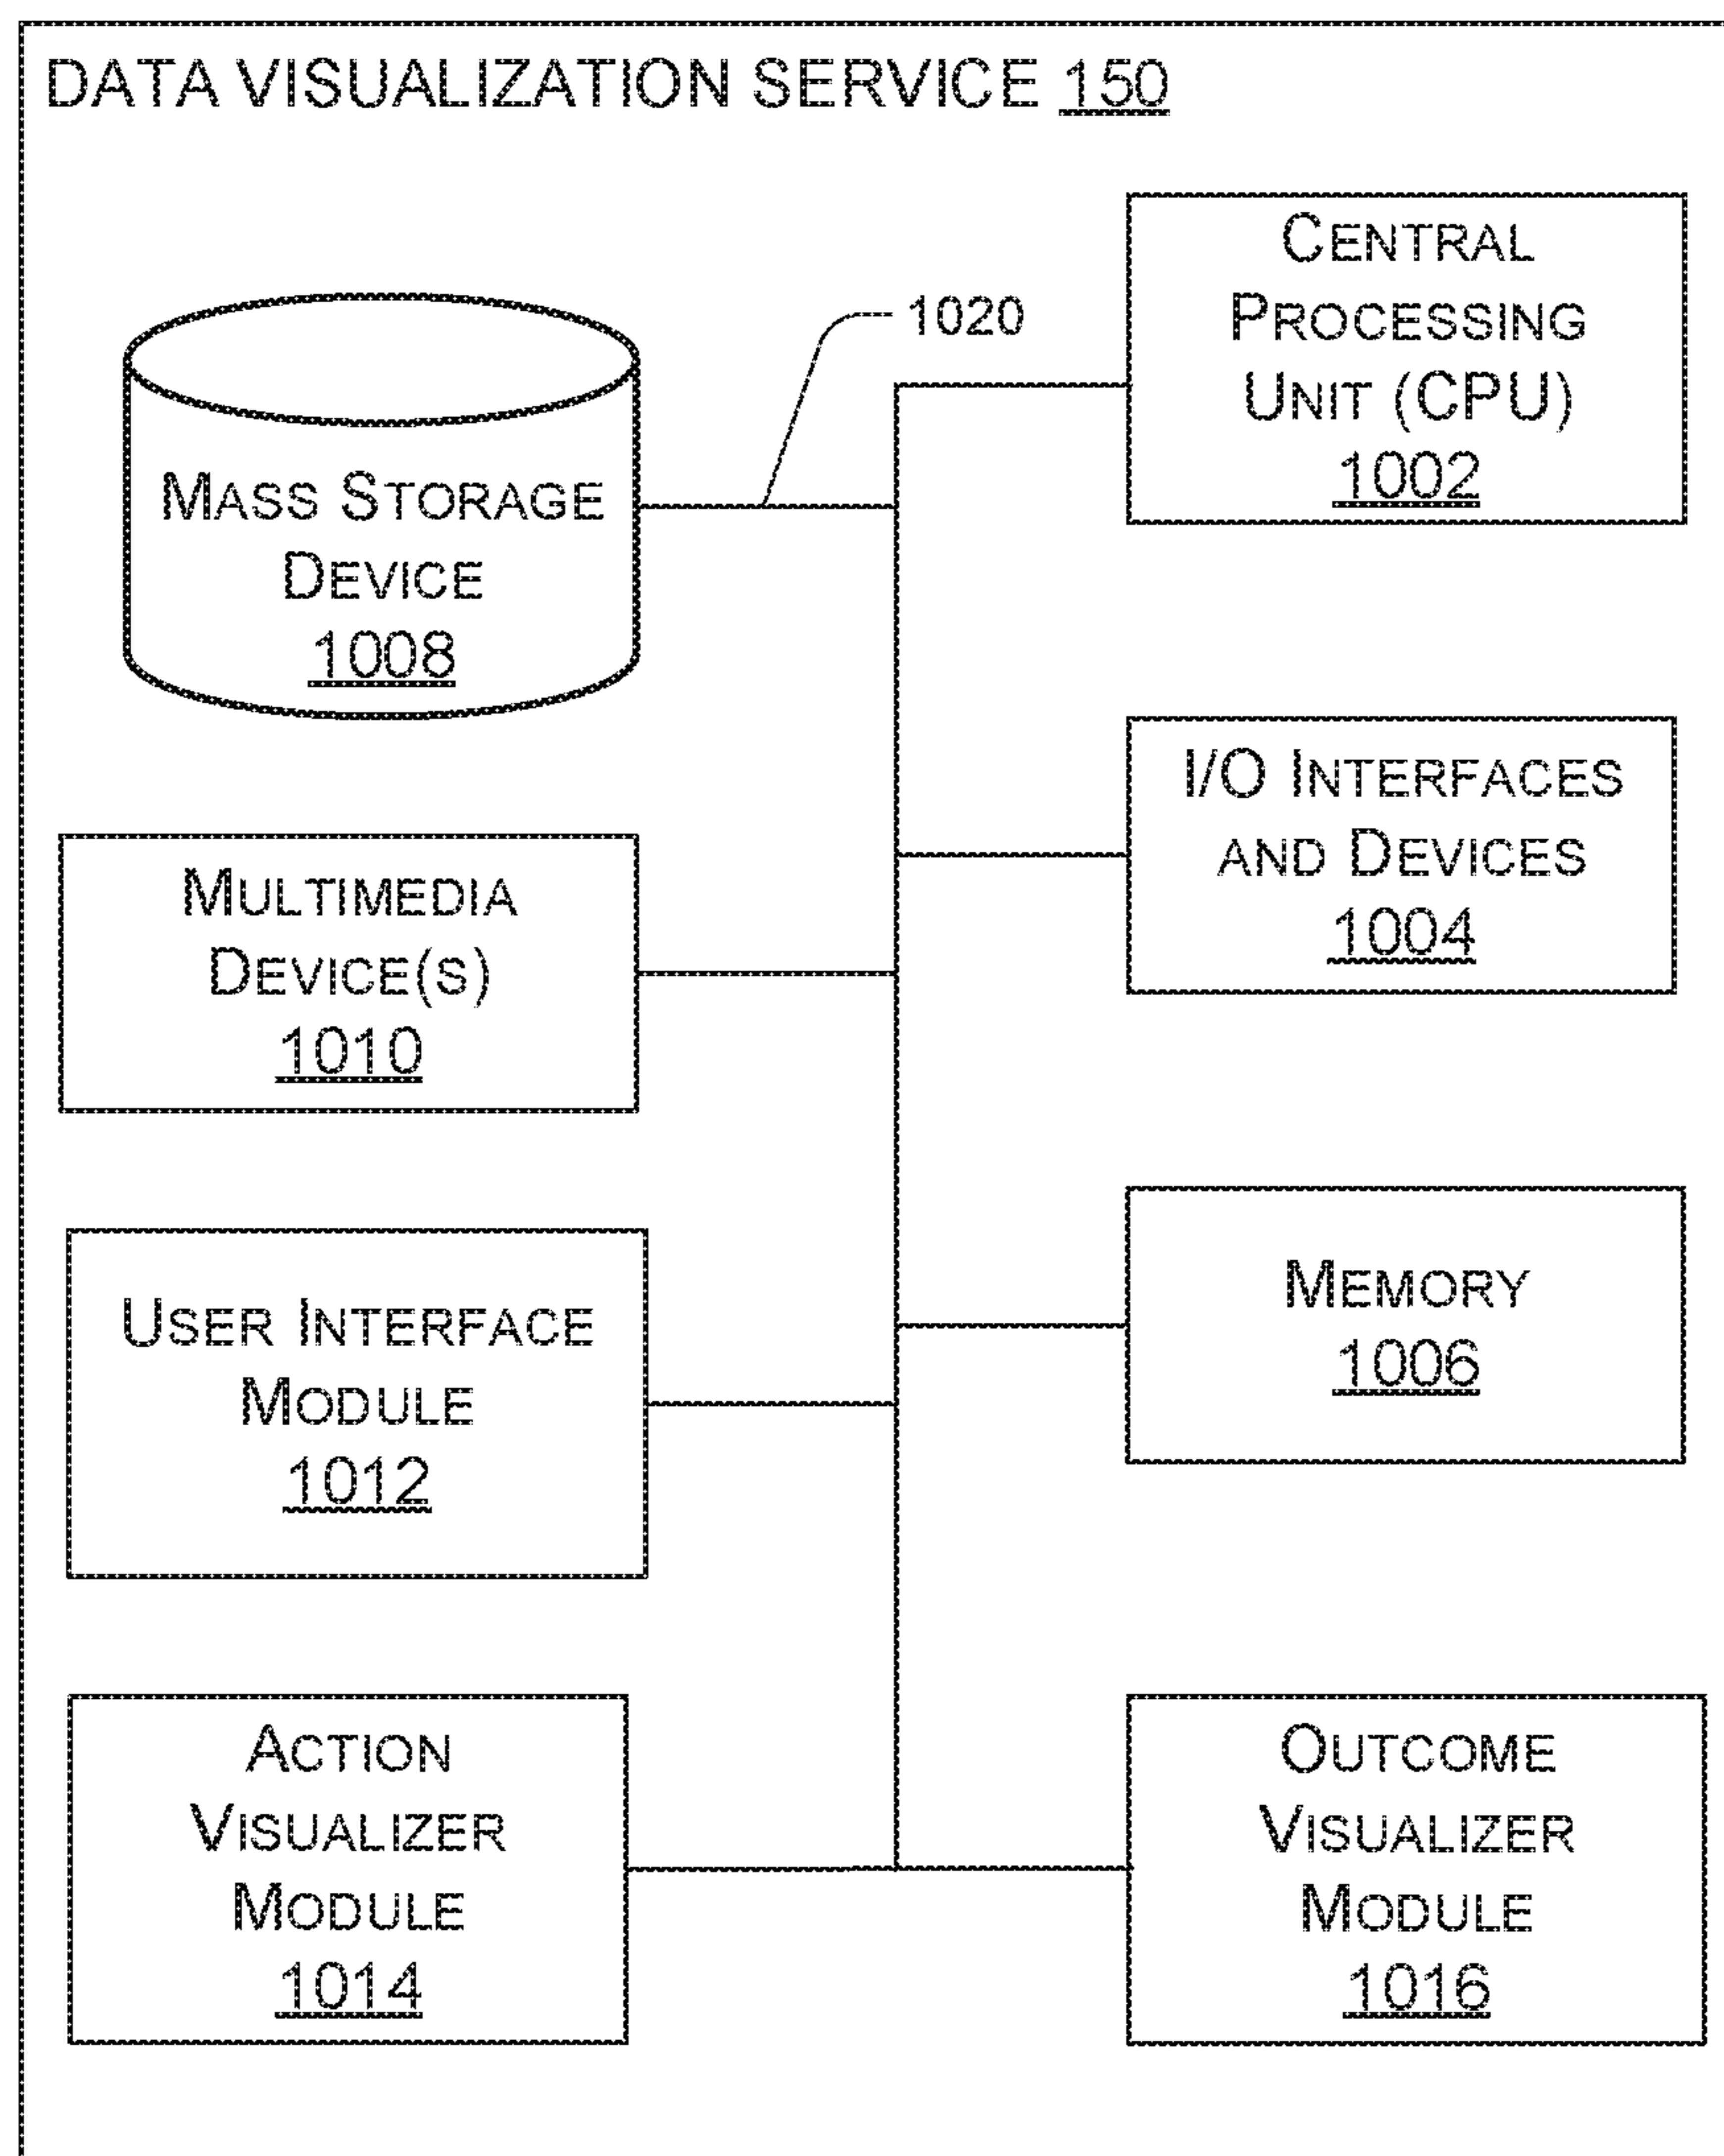 DATA VISUALIZATION SERVICE 150
CENTRAL
PROCESSING
UNIT (CPU)
1002
1020
MASS STORAGE
DEVICE
1008
I/O INTERFACES
AND DEVICES
1004
MULTIMEDIA
DEVICE(S)
1010
MEMORY
1006
USER INTERFACE
MODULE
1012
ACTION
VISUALIZER
MODULE
1014
OUTCOME
VISUALIZER
MODULE
1016